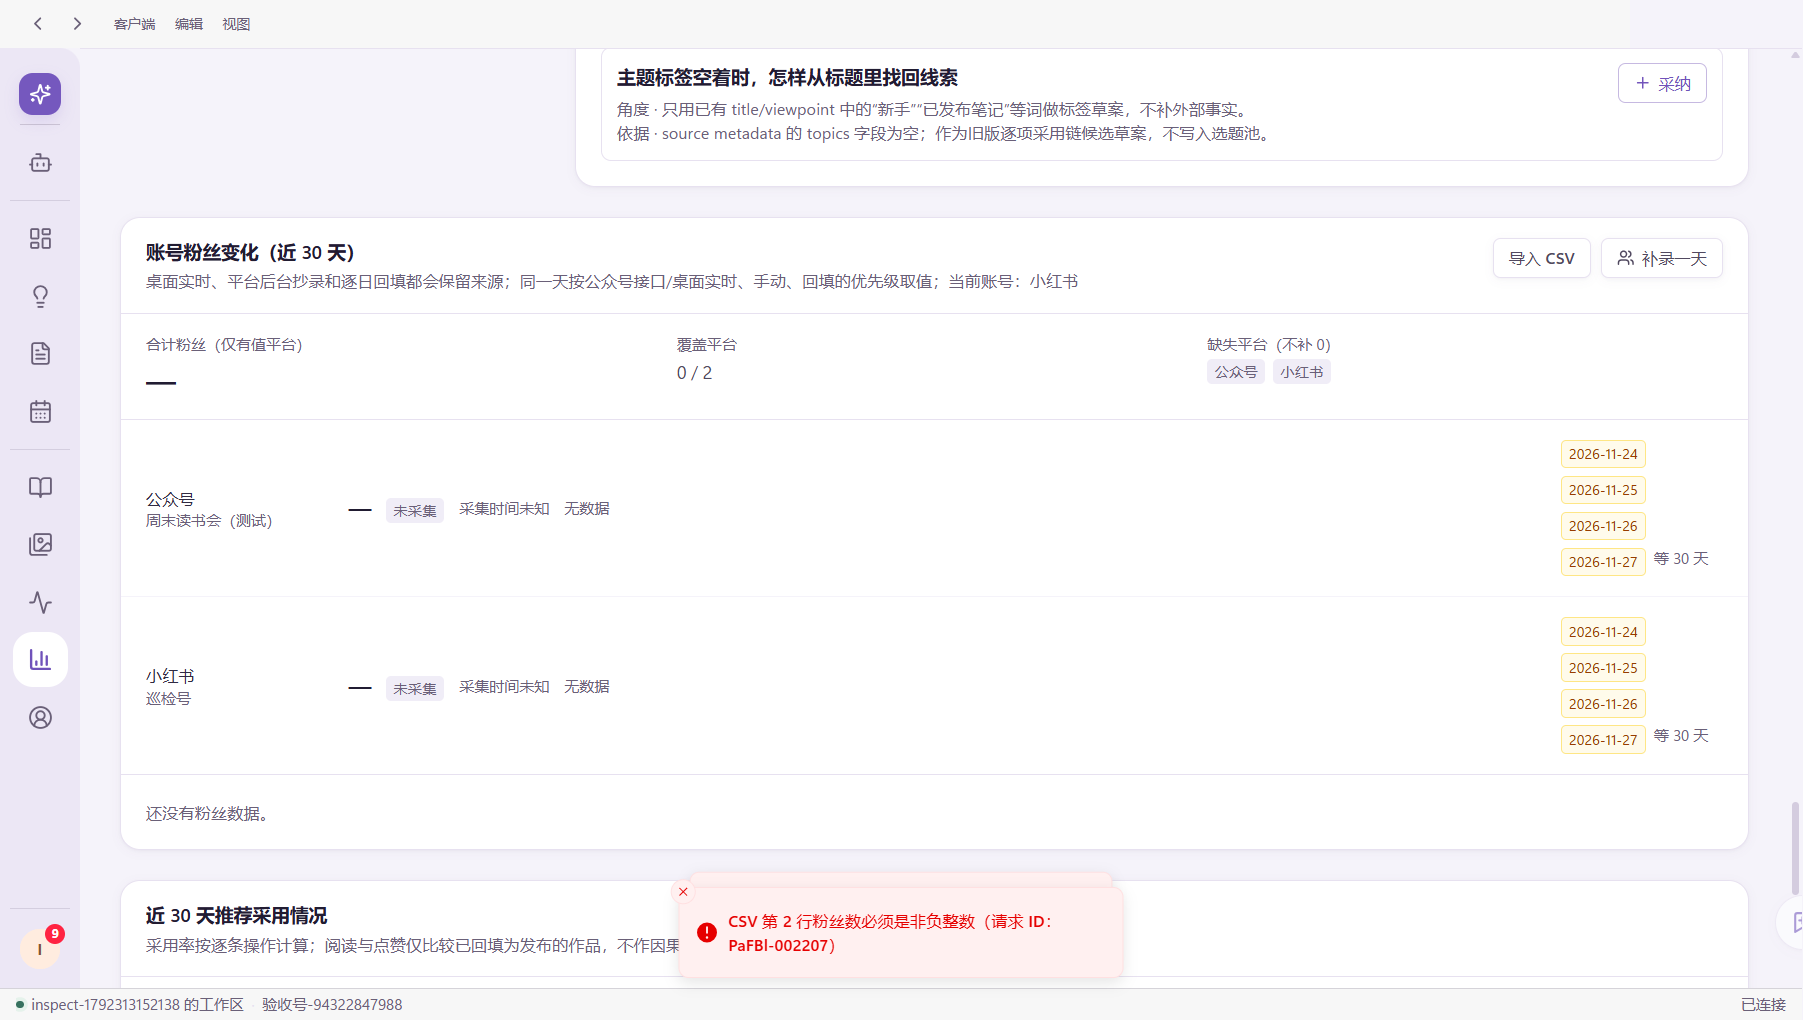 客户端 编辑 视图
主题标签空着时，怎样从标题里找回线索
采纳
角度 · 只用已有 title/viewpoint 中的“新手”“已发布笔记”等词做标签草案，不补外部事实。
依据 · source metadata 的 topics 字段为空；作为旧版逐项采用链候选草案，不写入选题池。
账号粉丝变化（近 30 天）
导入 CSV
补录一天
桌面实时、平台后台抄录和逐日回填都会保留来源；同一天按公众号接口/桌面实时、手动、回填的优先级取值；当前账号：小红书
合计粉丝（仅有值平台）
—
覆盖平台
0 / 2
缺失平台（不补 0）
公众号 小红书
公众号
周末读书会（测试）
— 未采集 采集时间未知 无数据
2026-11-24
2026-11-25
2026-11-26
2026-11-27 等 30 天
小红书
巡检号
— 未采集 采集时间未知 无数据
2026-11-24
2026-11-25
2026-11-26
2026-11-27 等 30 天
还没有粉丝数据。
近 30 天推荐采用情况
采用率按逐条操作计算；阅读与点赞仅比较已回填为发布的作品，不作因果
CSV 第 2 行粉丝数必须是非负整数（请求 ID：
PaFBl-002207）
9
I
inspect-1792313152138 的工作区 验收号-94322847988
已连接